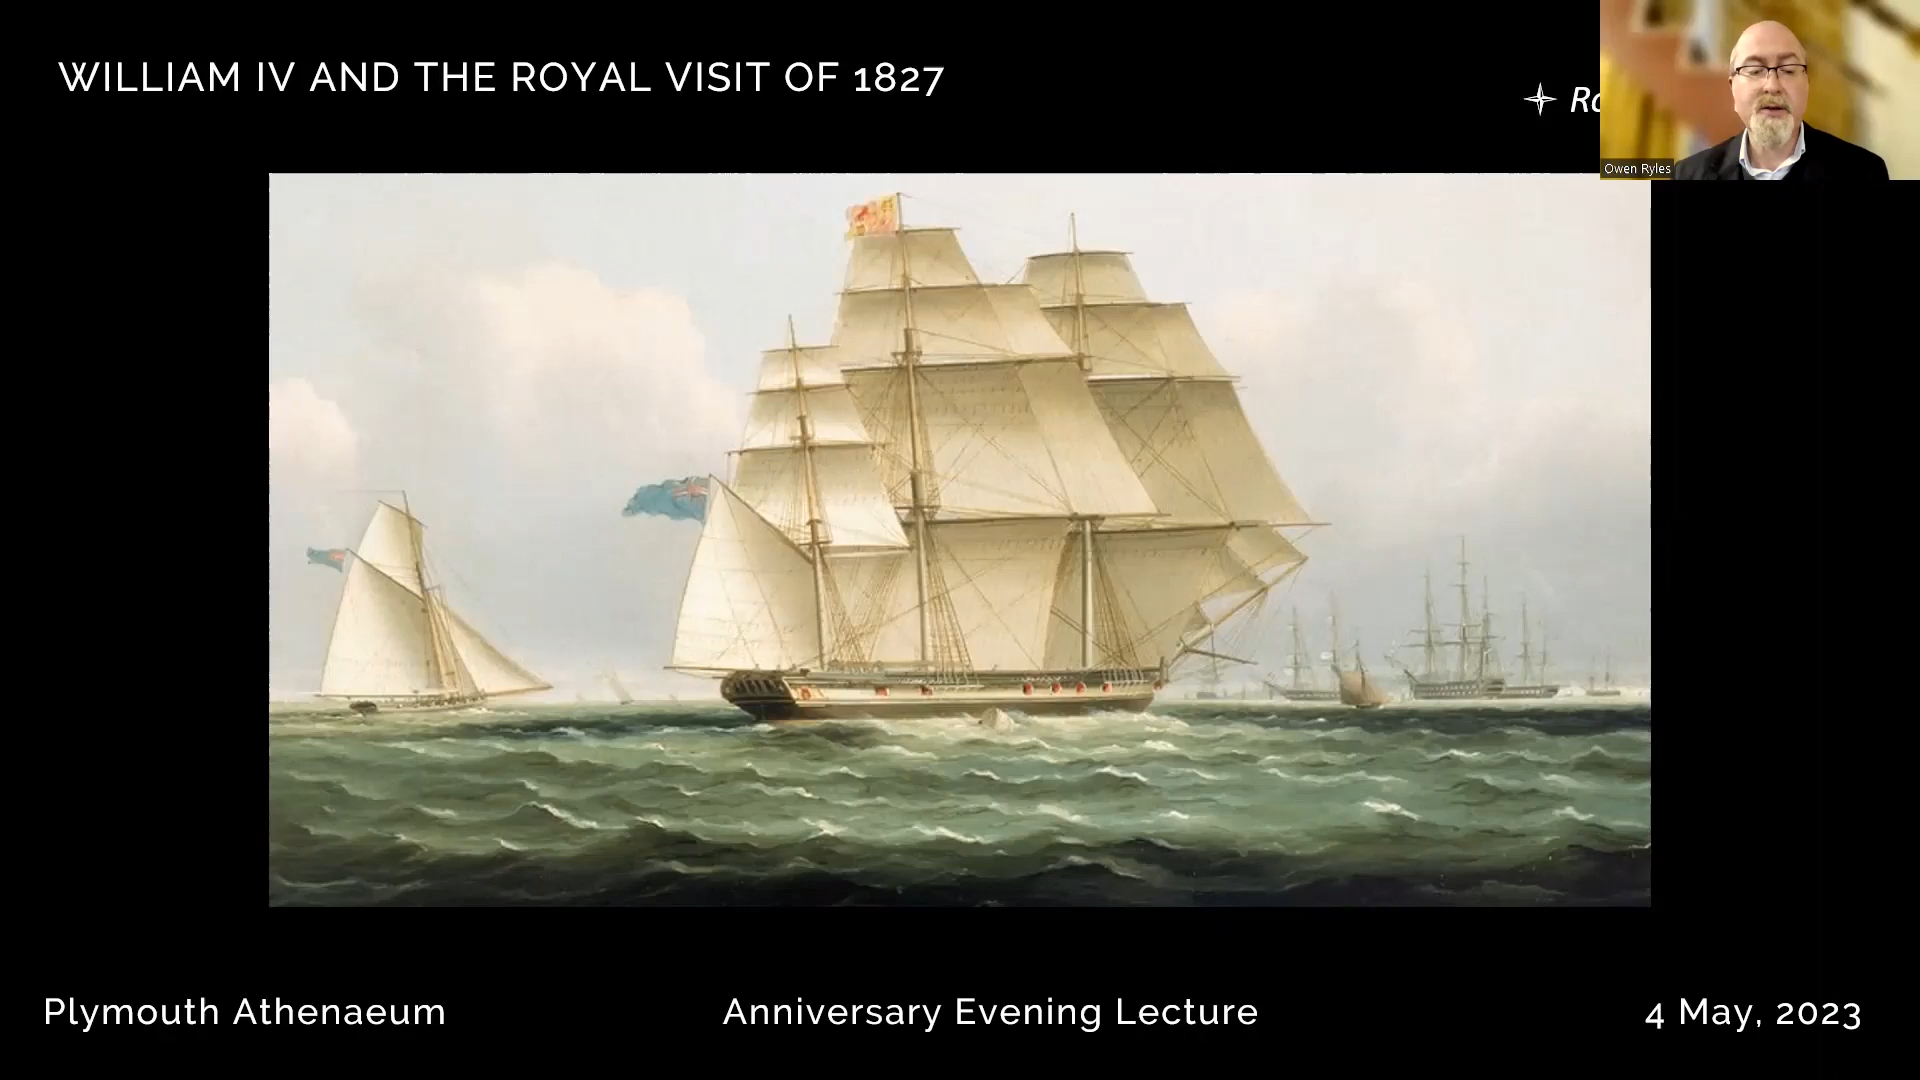 WILLIAM IV AND THE ROYAL VISIT OF 1827
Owen Ryles
Plymouth Athenaeum
Anniversary Evening Lecture
4 May, 2023